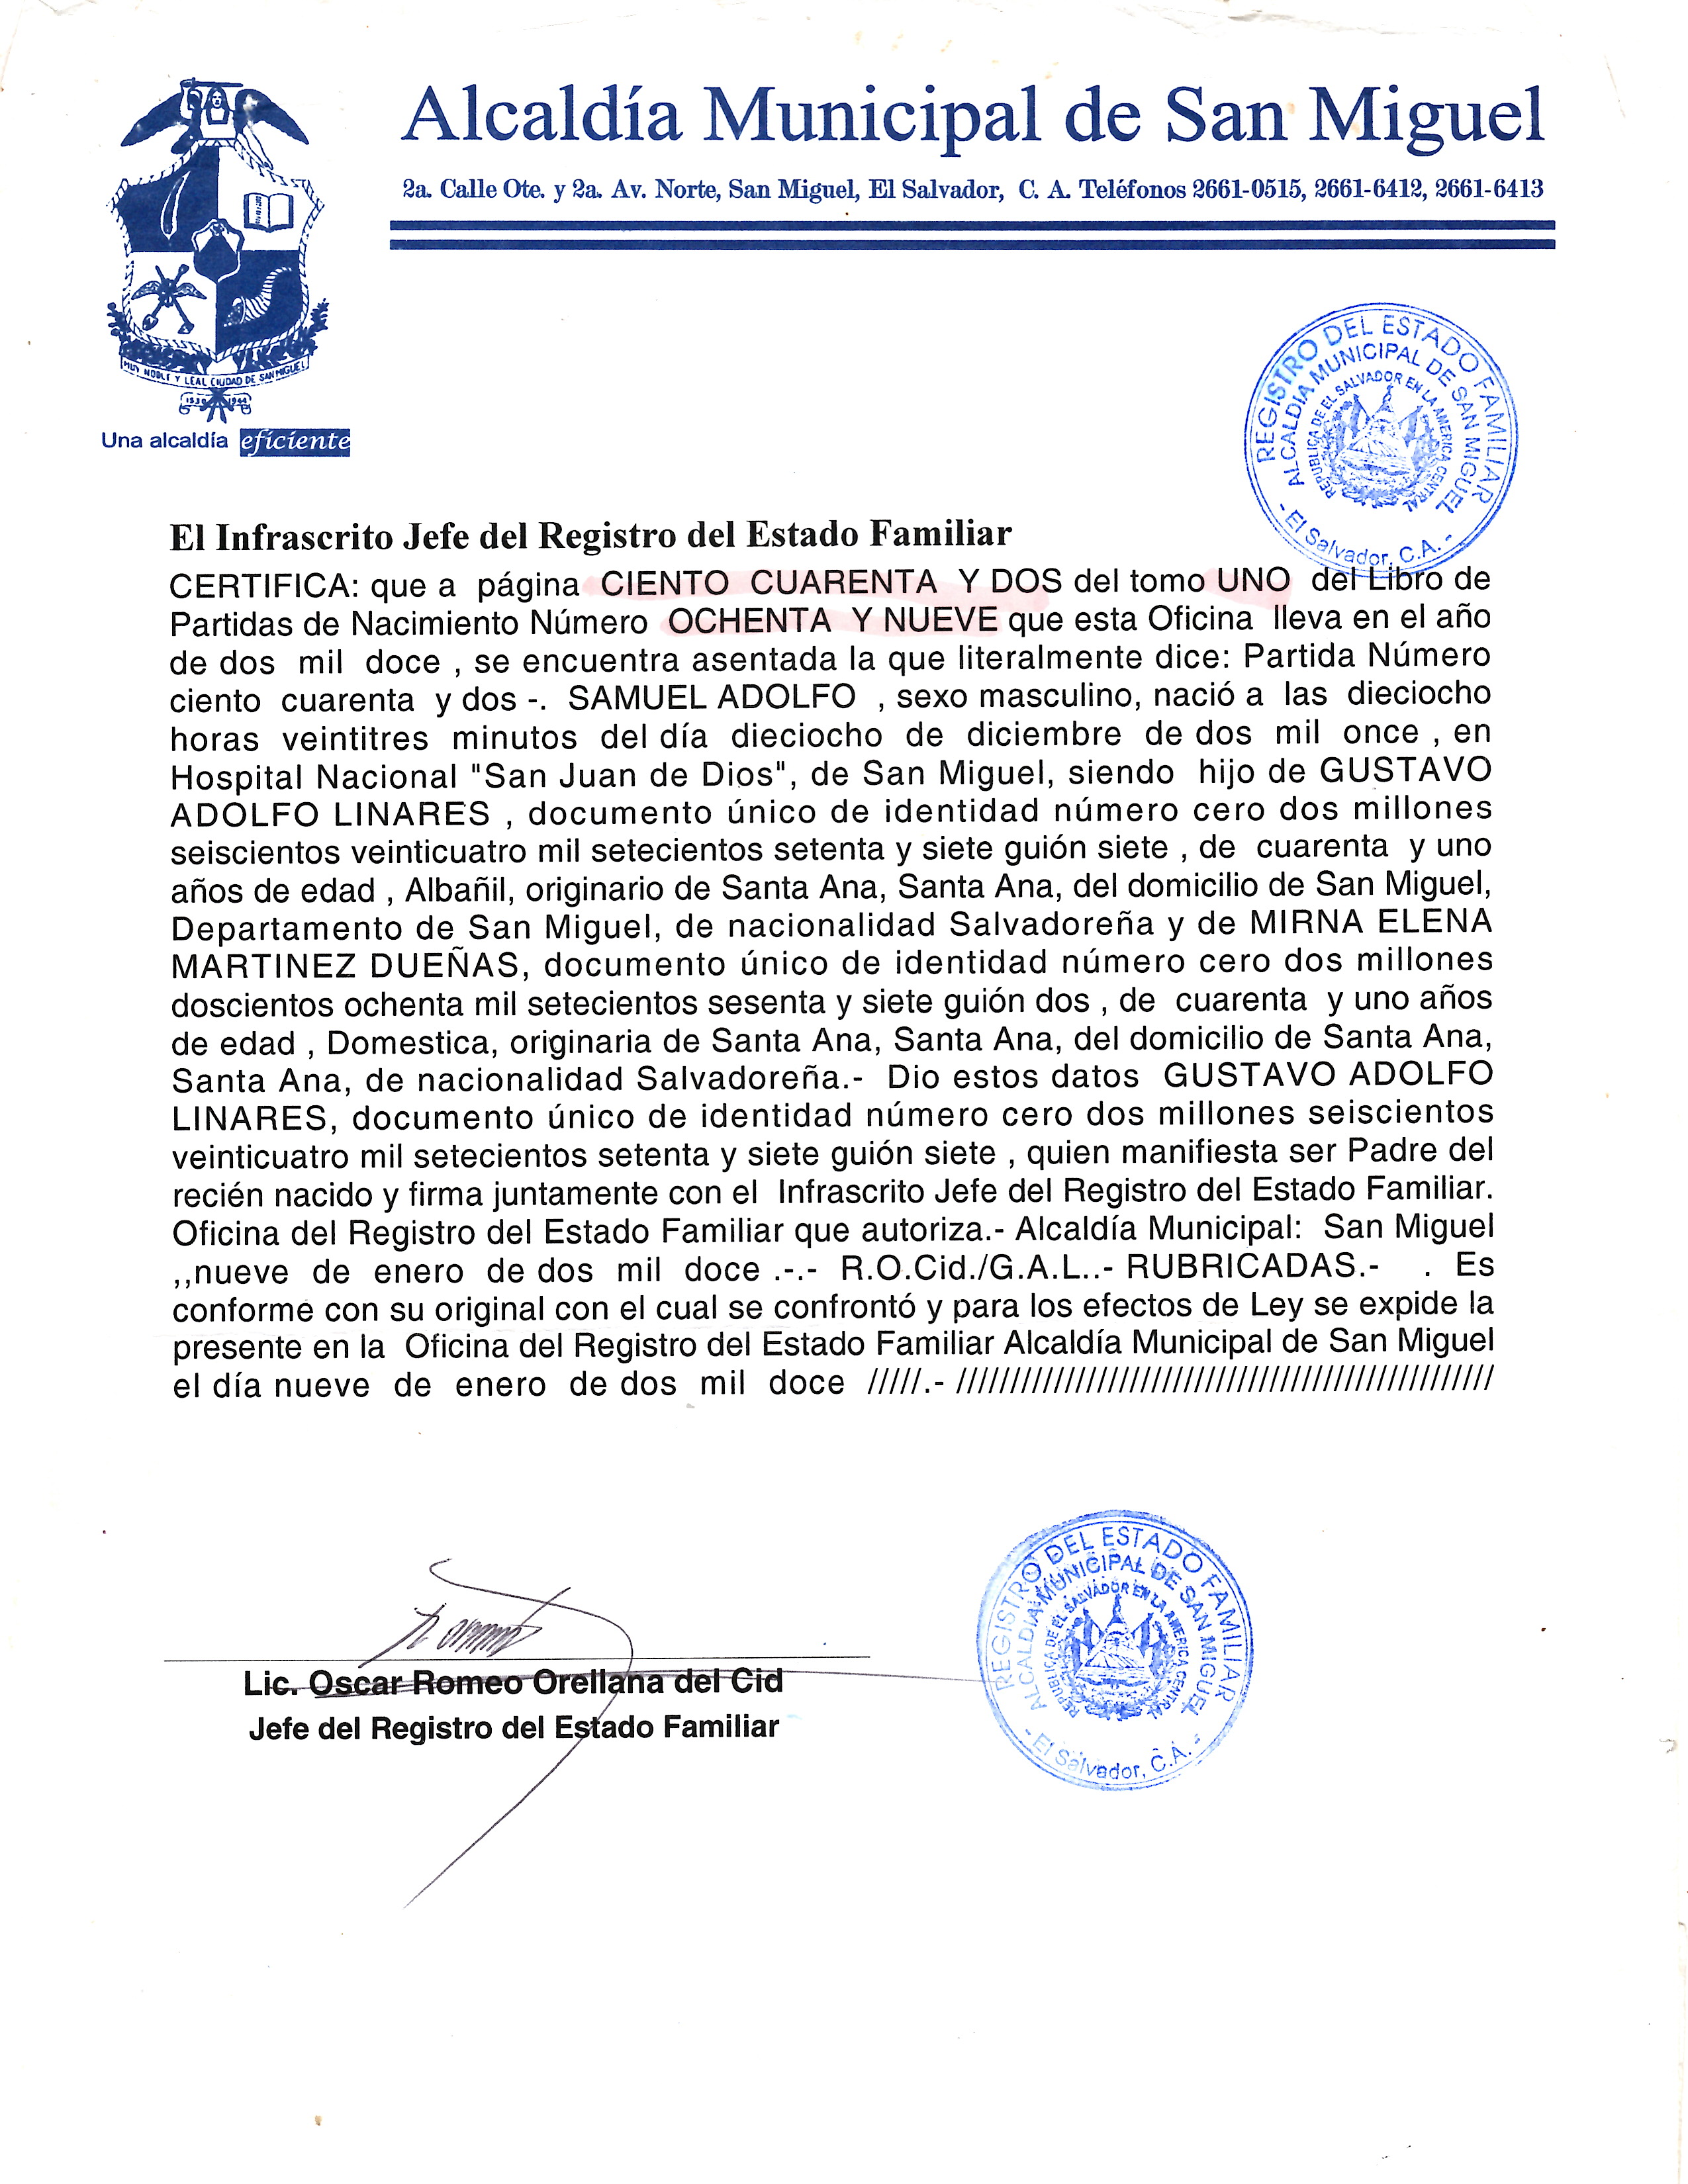 Alcaldía Municipal de San Miguel
2a. Calle Ote. y 2a. Av. Norte, San Miguel, El Salvador, C. A. Teléfonos 2661-0515, 2661-6412, 2661-6413
MUY NOBLE Y LEAL CIUDAD DE SAN MIGUEL
Una alcaldía eficiente
REGISTRO DEL ESTADO FAMILIAR
ALCALDIA MUNICIPAL DE SAN MIGUEL
REPUBLICA DE EL SALVADOR EN LA AMERICA CENTRAL
- El Salvador, C.A. -
El Infrascrito Jefe del Registro del Estado Familiar
CERTIFICA: que a página CIENTO CUARENTA Y DOS del tomo UNO del Libro de
Partidas de Nacimiento Número OCHENTA Y NUEVE que esta Oficina lleva en el año
de dos mil doce , se encuentra asentada la que literalmente dice: Partida Número
ciento cuarenta y dos -. SAMUEL ADOLFO , sexo masculino, nació a las dieciocho
horas veintitres minutos del día dieciocho de diciembre de dos mil once , en
Hospital Nacional "San Juan de Dios", de San Miguel, siendo hijo de GUSTAVO
ADOLFO LINARES , documento único de identidad número cero dos millones
seiscientos veinticuatro mil setecientos setenta y siete guión siete , de cuarenta y uno
años de edad , Albañil, originario de Santa Ana, Santa Ana, del domicilio de San Miguel,
Departamento de San Miguel, de nacionalidad Salvadoreña y de MIRNA ELENA
MARTINEZ DUEÑAS, documento único de identidad número cero dos millones
doscientos ochenta mil setecientos sesenta y siete guión dos , de cuarenta y uno años
de edad , Domestica, originaria de Santa Ana, Santa Ana, del domicilio de Santa Ana,
Santa Ana, de nacionalidad Salvadoreña.- Dio estos datos GUSTAVO ADOLFO
LINARES, documento único de identidad número cero dos millones seiscientos
veinticuatro mil setecientos setenta y siete guión siete , quien manifiesta ser Padre del
recién nacido y firma juntamente con el Infrascrito Jefe del Registro del Estado Familiar.
Oficina del Registro del Estado Familiar que autoriza.- Alcaldía Municipal: San Miguel
,,nueve de enero de dos mil doce .-.- R.O.Cid./G.A.L..- RUBRICADAS.- . Es
conforme con su original con el cual se confrontó y para los efectos de Ley se expide la
presente en la Oficina del Registro del Estado Familiar Alcaldía Municipal de San Miguel
el día nueve de enero de dos mil doce /////.- //////////////////////////////////////////////////
Lic. Oscar Romeo Orellana del Cid
Jefe del Registro del Estado Familiar
REGISTRO DEL ESTADO FAMILIAR
ALCALDIA MUNICIPAL DE SAN MIGUEL
REPUBLICA DE EL SALVADOR EN LA AMERICA CENTRAL
- El Salvador, C.A. -